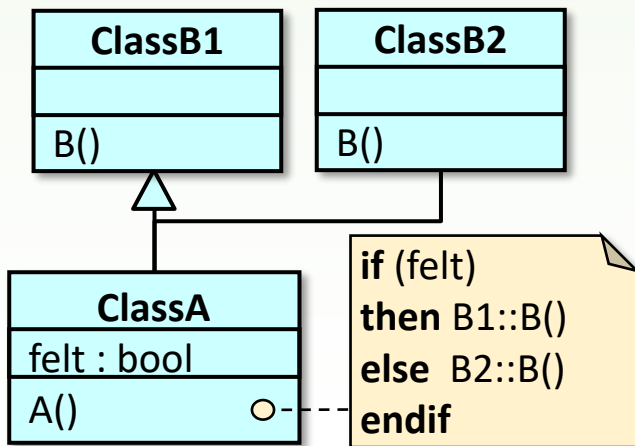 ClassB1
B()
ClassB2
B()
ClassA
felt : bool
A()
if (felt)
then B1::B()
else B2::B()
endif